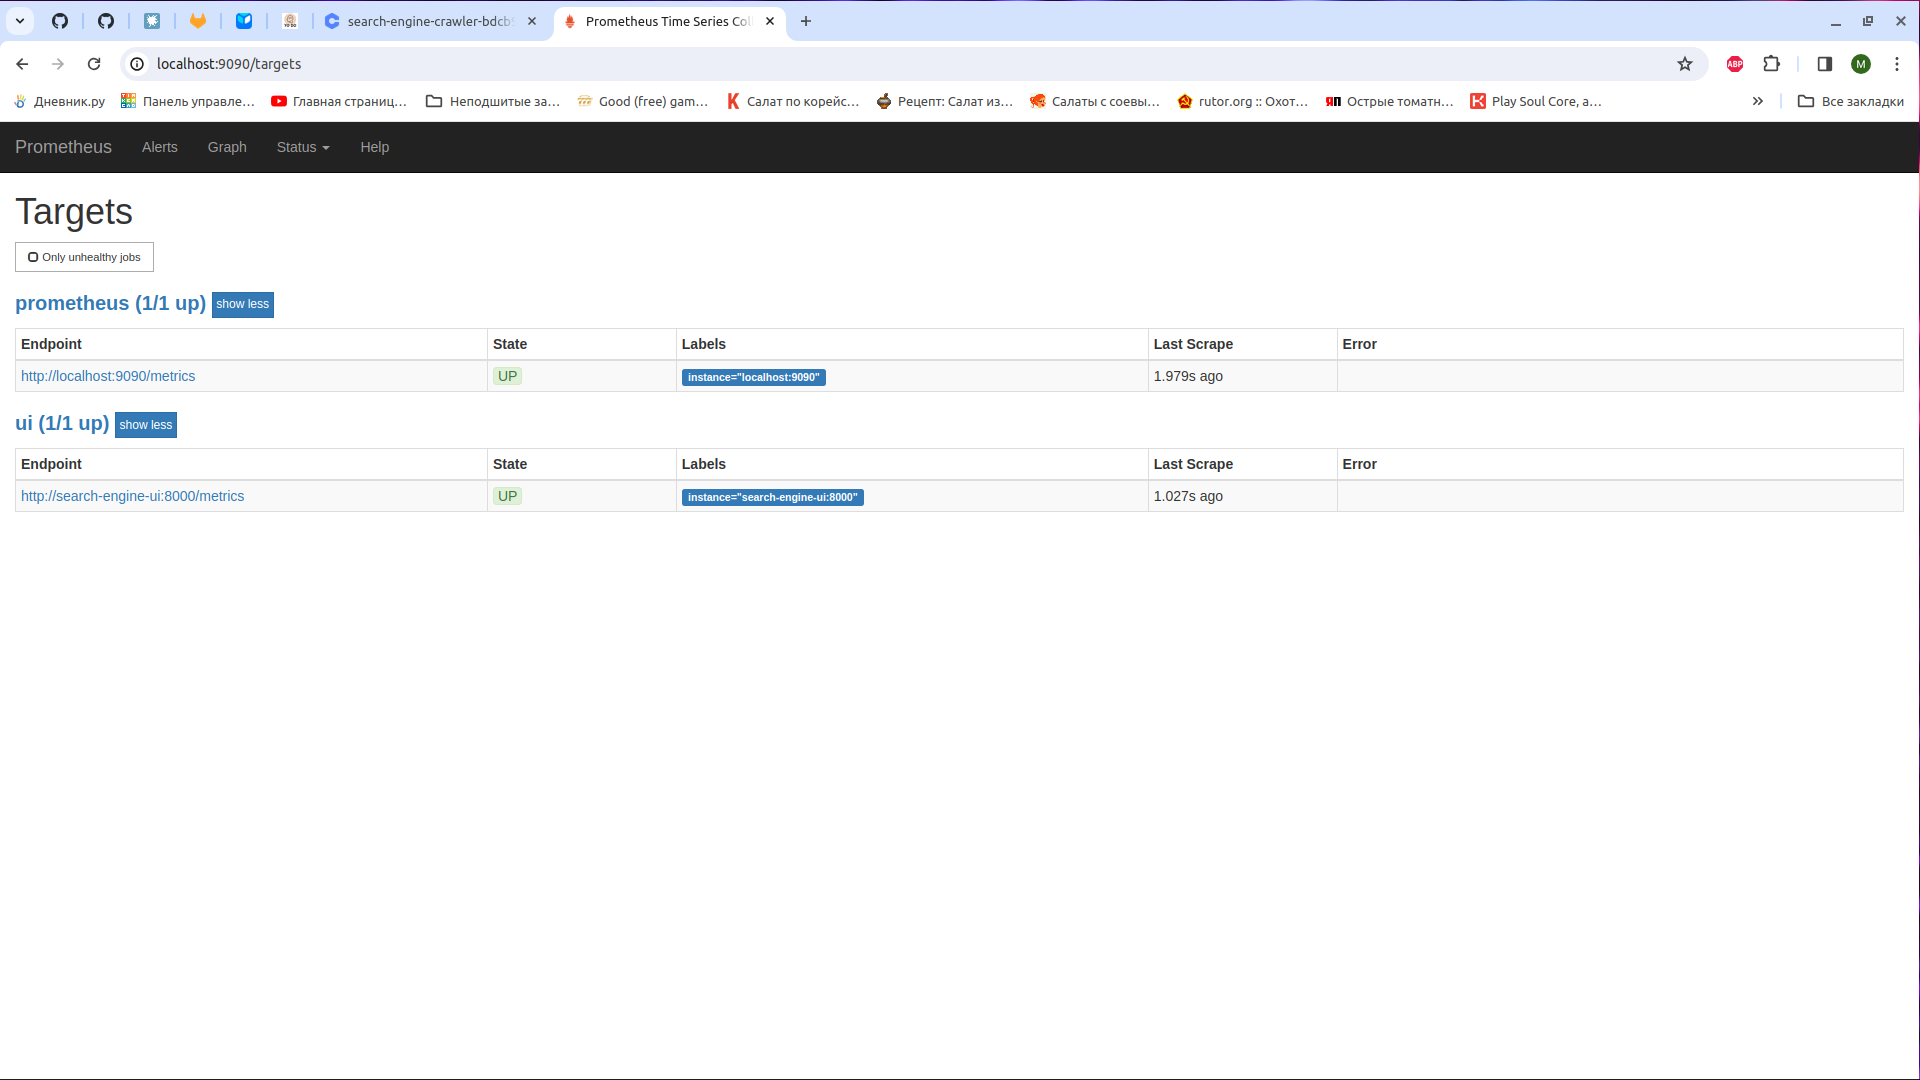 search-engine-crawler-bdcb
Prometheus Time Series Col
localhost:9090/targets
ABP
M
Дневник.ру
Панель управле...
Главная страниц...
Неподшитые за...
Good (free) gam...
Салат по корейс...
Рецепт: Салат из...
Салаты с соевы...
rutor.org :: Охот...
Острые томатн...
Play Soul Core, a...
Все закладки
Prometheus
Alerts
Graph
Status
Help
Targets
Only unhealthy jobs
prometheus (1/1 up) show less
Endpoint State Labels Last Scrape Error
http://localhost:9090/metrics UP instance="localhost:9090" 1.979s ago
ui (1/1 up) show less
Endpoint State Labels Last Scrape Error
http://search-engine-ui:8000/metrics UP instance="search-engine-ui:8000" 1.027s ago